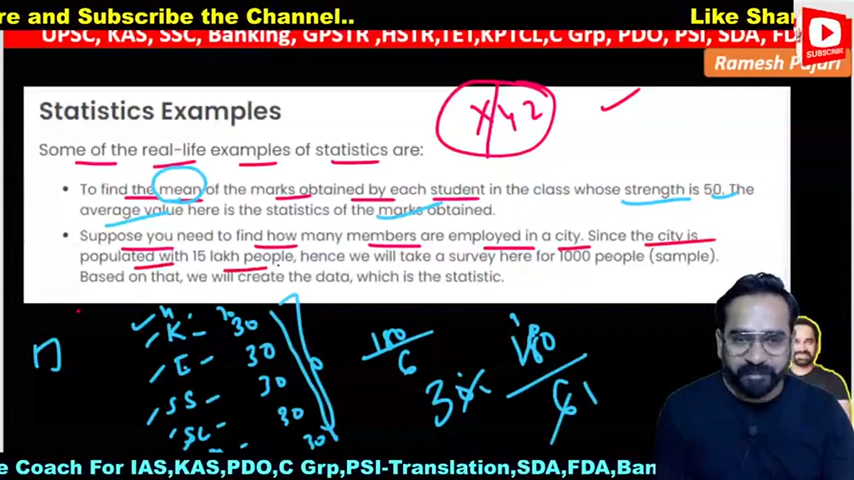 re and Subscribe the Channel.. Like Shar
UPSC, KAS, SSC, Banking, GPSTR ,HSTR,TET,KPTCL,C Grp, PDO, PSI, SDA, FD
Ramesh Pujari
Statistics Examples
Some of the real-life examples of statistics are:
• To find the mean of the marks obtained by each student in the class whose strength is 50. The
average value here is the statistics of the marks obtained.
• Suppose you need to find how many members are employed in a city. Since the city is
populated with 15 lakh people, hence we will take a survey here for 1000 people (sample).
Based on that, we will create the data, which is the statistic.
K - 30
E - 30
SS - 30
SC - 30
30
180
6
180
61
e Coach For IAS,KAS,PDO,C Grp,PSI-Translation,SDA,FDA,Ban